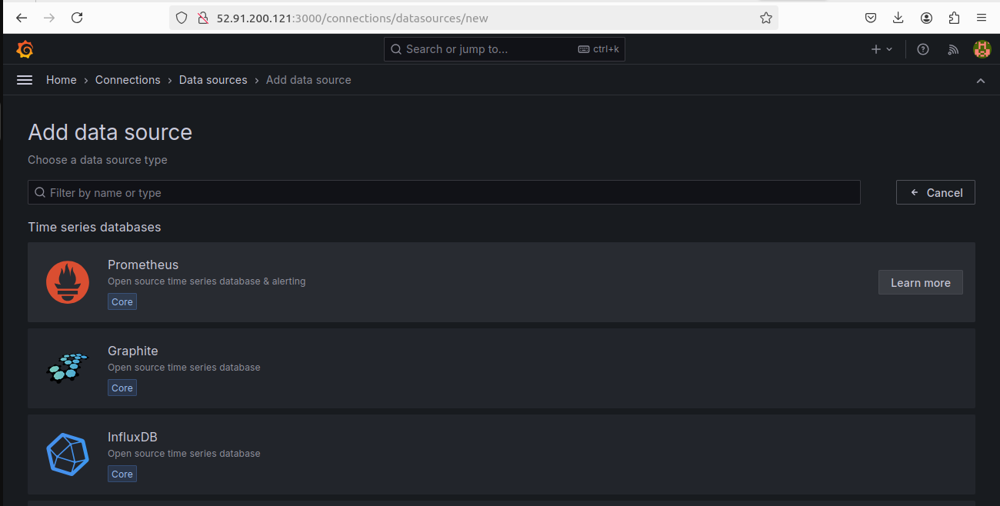 52.91.200.121:3000/connections/datasources/new
Search or jump to... ctrl+k
Home › Connections › Data sources › Add data source
Add data source
Choose a data source type
Filter by name or type
Cancel
Time series databases
Prometheus
Open source time series database & alerting
Core
Learn more
Graphite
Open source time series database
Core
InfluxDB
Open source time series database
Core